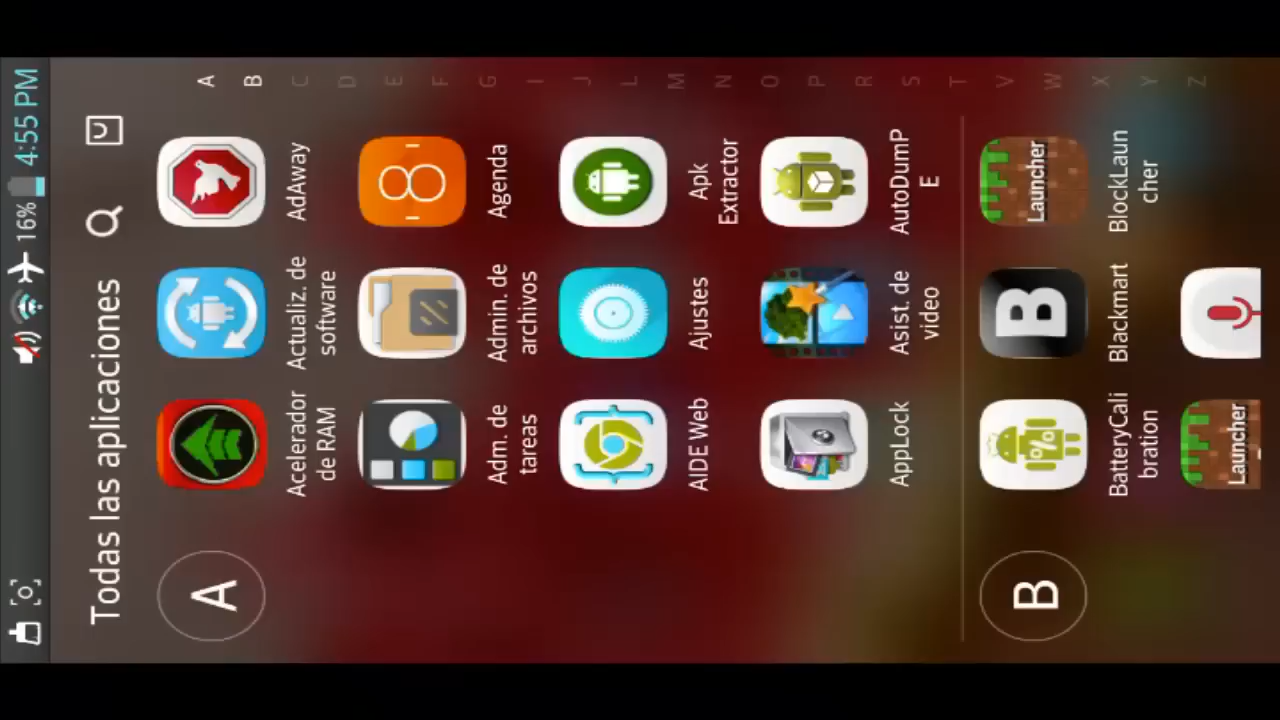 16% 4:55 PM
Todas las aplicaciones
A
Acelerador
de RAM
Actualiz. de
software
AdAway
Adm. de
tareas
Admin. de
archivos
8
Agenda
AIDE Web
Ajustes
Apk
Extractor
AppLock
Asist. de
video
AutoDumP
E
B
%
BatteryCali
bration
B
Blackmart
Launcher
BlockLaun
cher
Launcher
A
B
C
D
E
F
G
I
J
L
M
N
O
P
R
S
T
V
W
X
Y
Z